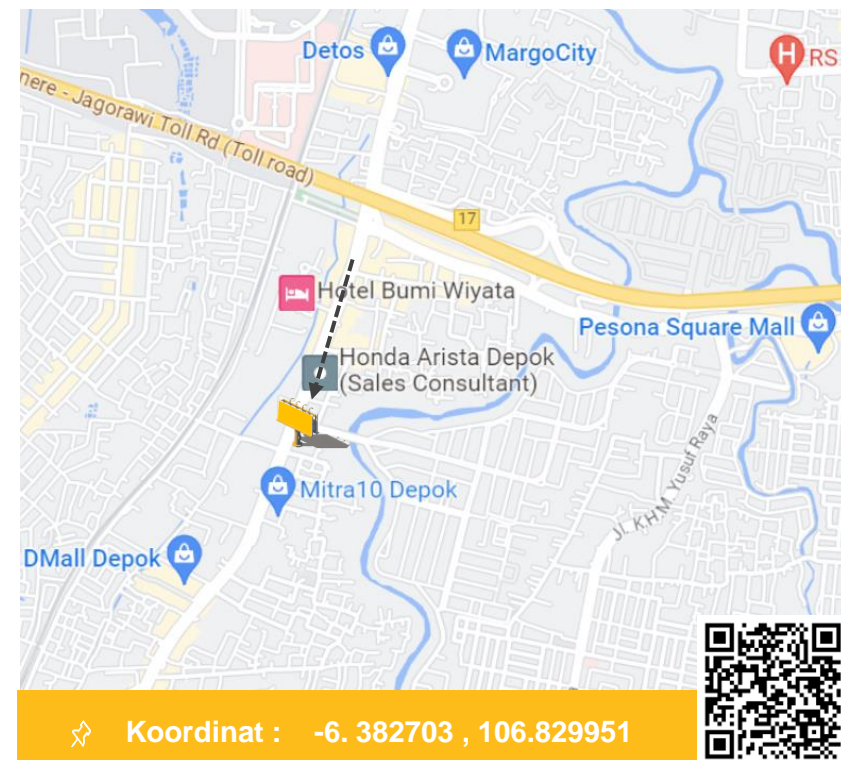 Detos
MargoCity
H
RS
nere - Jagorawi Toll Rd (Toll road)
17
Hotel Bumi Wiyata
Pesona Square Mall
Honda Arista Depok
(Sales Consultant)
Mitra10 Depok
Jl. KHM. Yusuf Raya
DMall Depok
Koordinat : -6. 382703 , 106.829951